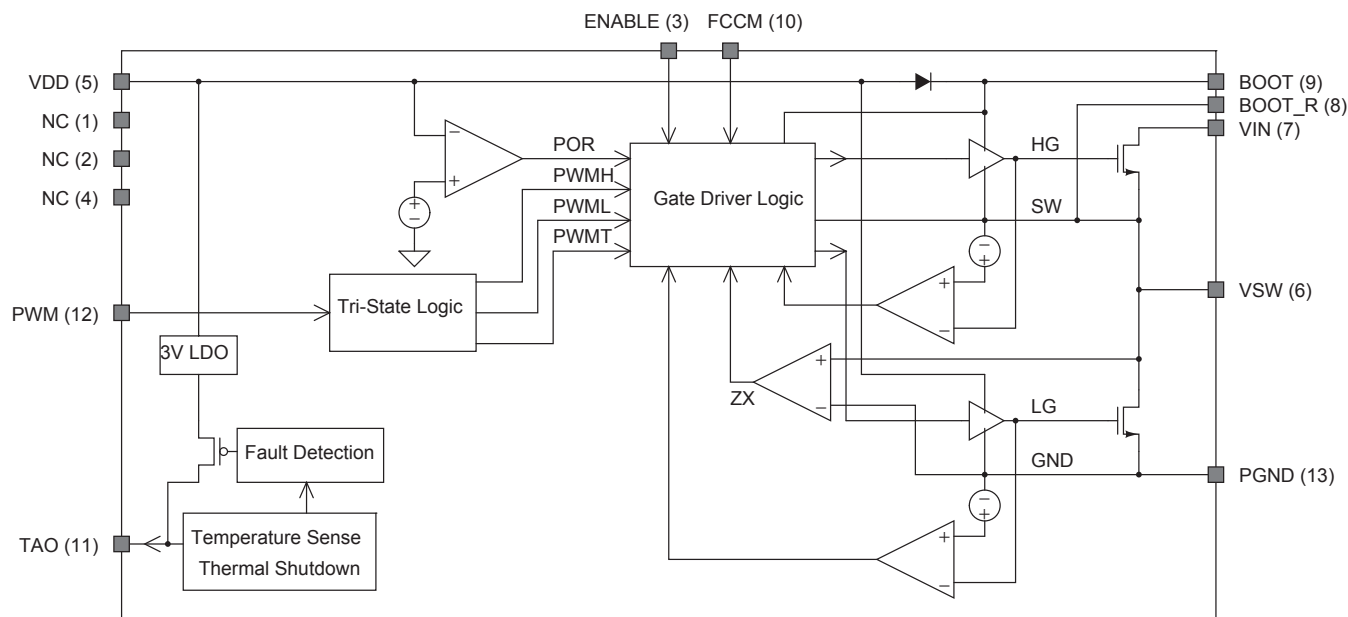 ENABLE (3) FCCM (10)
VDD (5)
BOOT (9)
BOOT_R (8)
NC (1)
VIN (7)
NC (2)
NC (4)
POR
PWMH
PWML
PWMT
Gate Driver Logic
HG
SW
PWM (12)
Tri-State Logic
VSW (6)
3V LDO
ZX
LG
GND
Fault Detection
PGND (13)
TAO (11)
Temperature Sense
Thermal Shutdown